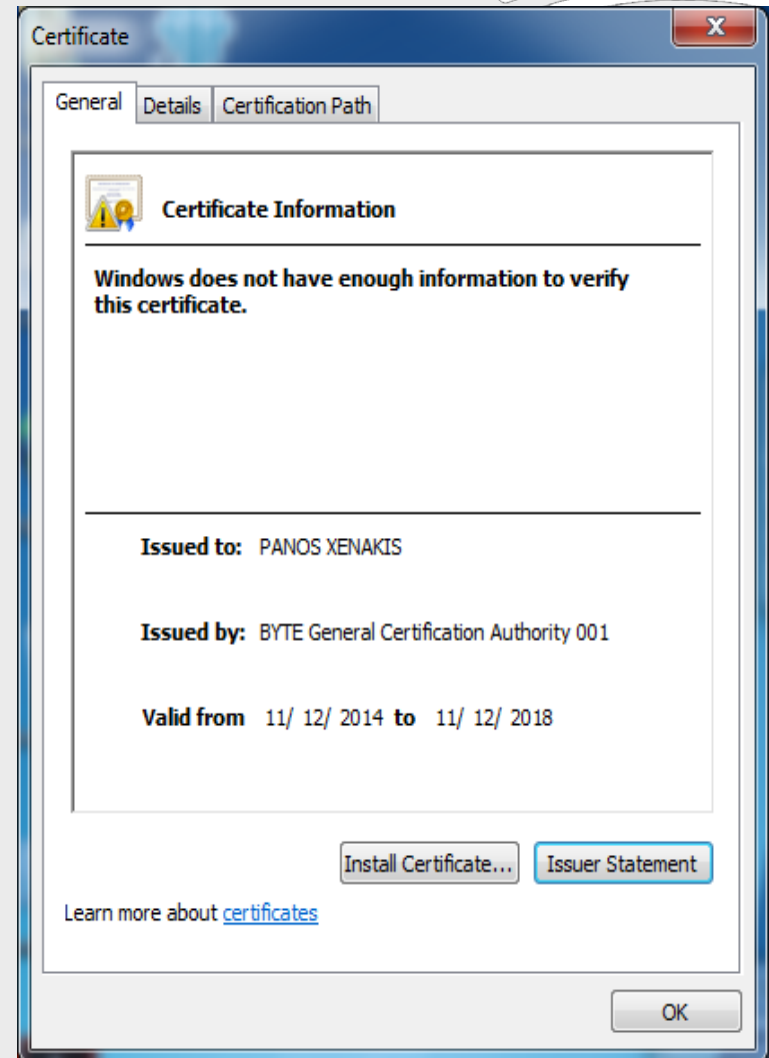 Certificate
X
General Details Certification Path
Certificate Information
Windows does not have enough information to verify
this certificate.
Issued to: PANOS XENAKIS
Issued by: BYTE General Certification Authority 001
Valid from 11/ 12/ 2014 to 11/ 12/ 2018
Install Certificate... Issuer Statement
Learn more about certificates
OK